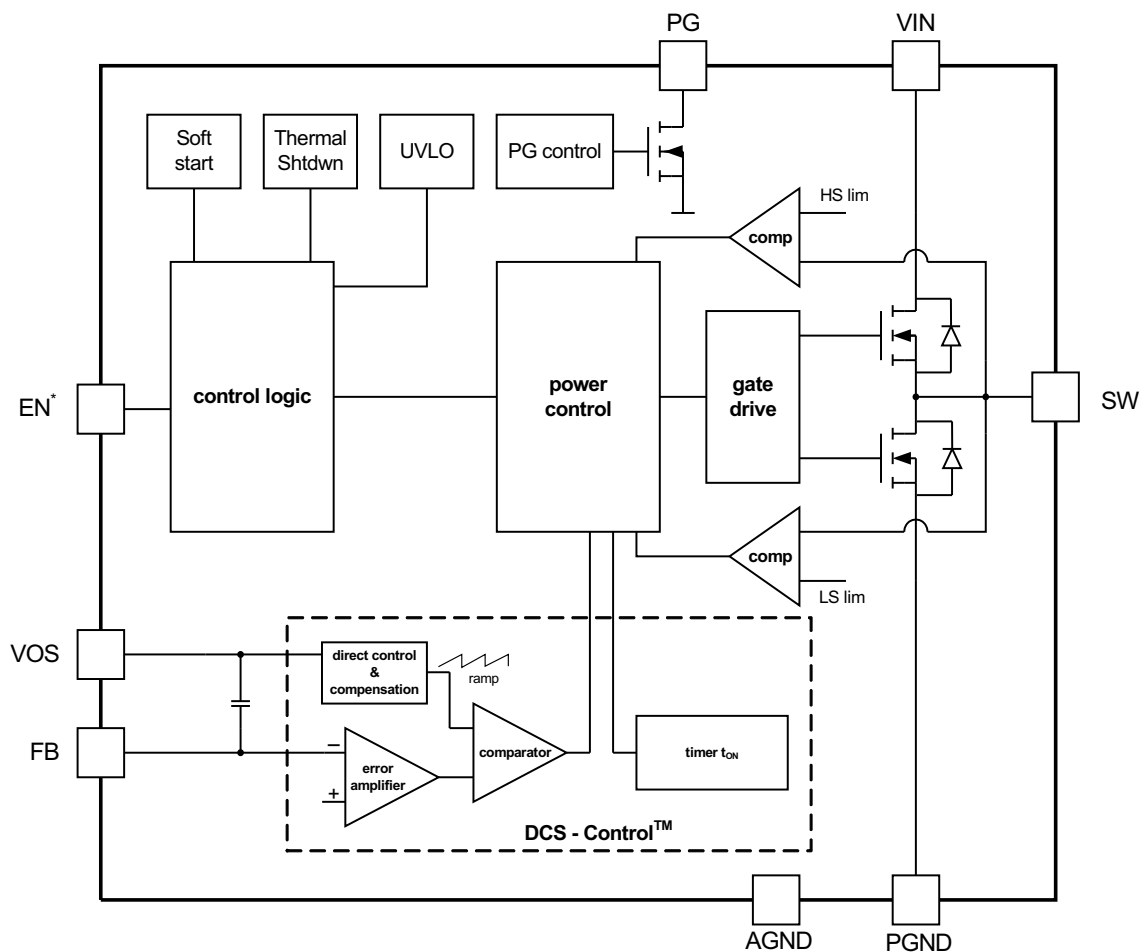 PG
VIN
Soft
start
Thermal
Shtdwn
UVLO
PG control
HS lim
comp
control logic
power
control
gate
drive
EN*
SW
comp
LS lim
VOS
direct control
&
compensation
ramp
FB
−
error
amplifier
+
comparator
timer tON
DCS - Control™
AGND
PGND